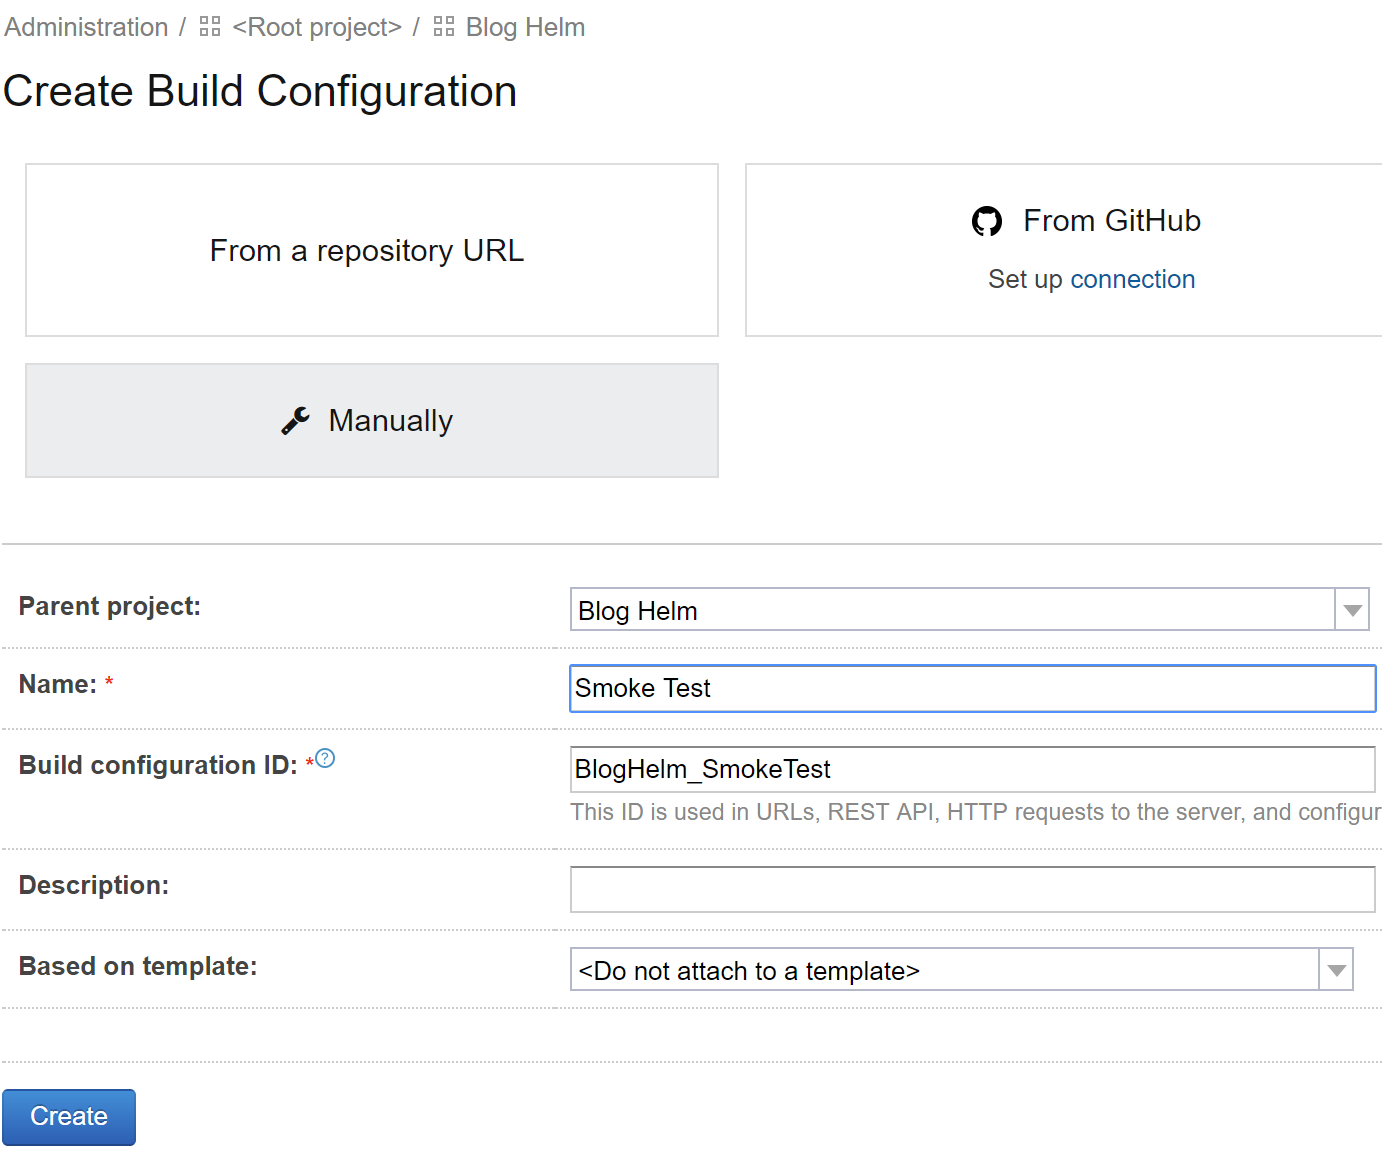 Administration / <Root project> / Blog Helm
Create Build Configuration
From a repository URL
From GitHub
Set up connection
Manually
Parent project:
Blog Helm
Name: *
Smoke Test
Build configuration ID: *?
BlogHelm_SmokeTest
This ID is used in URLs, REST API, HTTP requests to the server, and configur
Description:
Based on template:
<Do not attach to a template>
Create